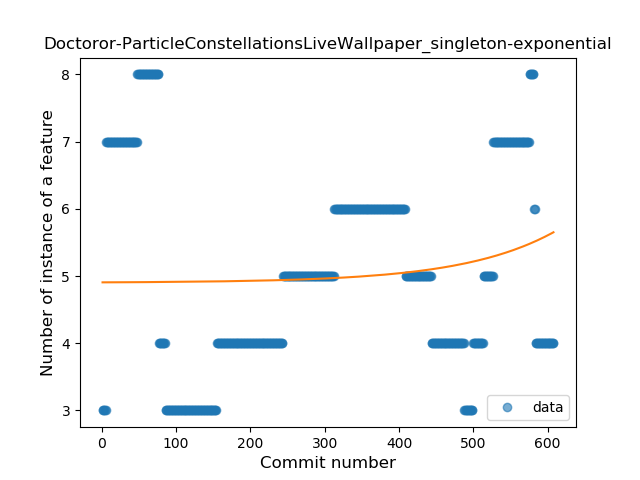 Doctoror-ParticleConstellationsLiveWallpaper_singleton-exponential
Number of instance of a feature
8
7
6
5
4
3
data
0 100 200 300 400 500 600
Commit number